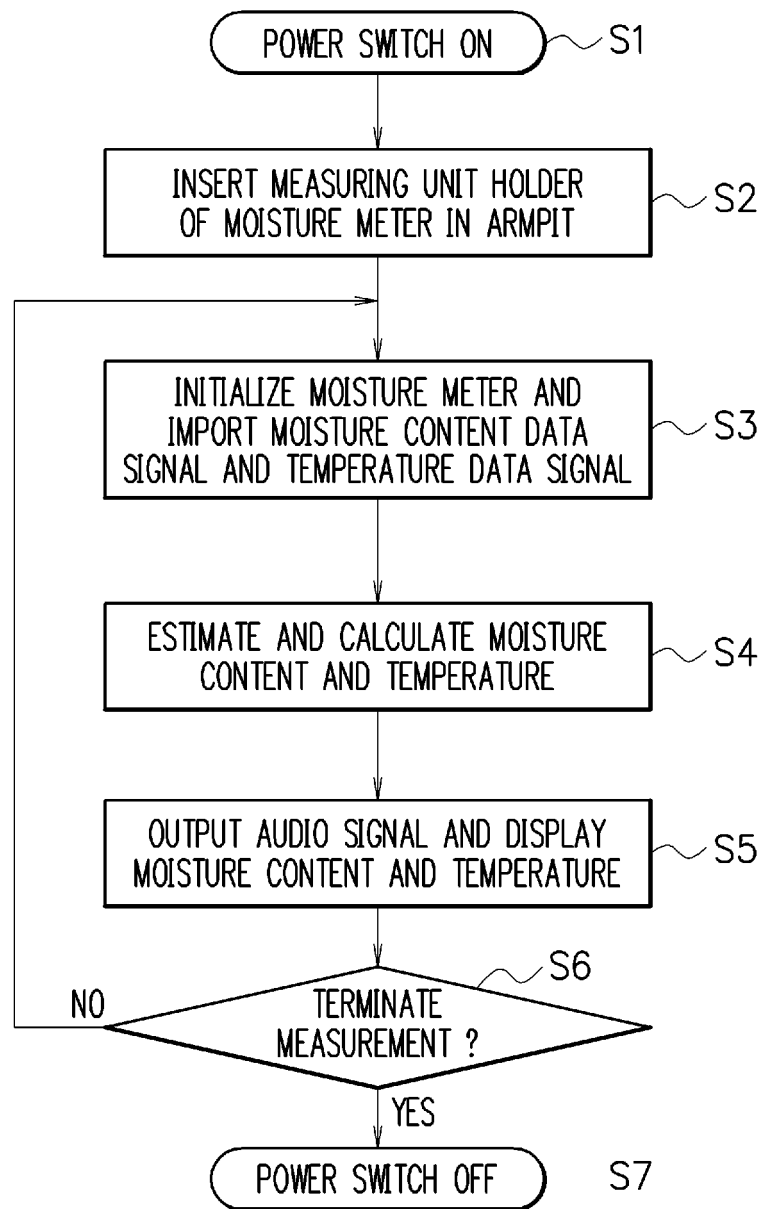 POWER SWITCH ON
S1
INSERT MEASURING UNIT HOLDER
OF MOISTURE METER IN ARMPIT
S2
INITIALIZE MOISTURE METER AND
IMPORT MOISTURE CONTENT DATA
SIGNAL AND TEMPERATURE DATA SIGNAL
S3
ESTIMATE AND CALCULATE MOISTURE
CONTENT AND TEMPERATURE
S4
OUTPUT AUDIO SIGNAL AND DISPLAY
MOISTURE CONTENT AND TEMPERATURE
S5
S6
NO
TERMINATE
MEASUREMENT ?
YES
POWER SWITCH OFF
S7